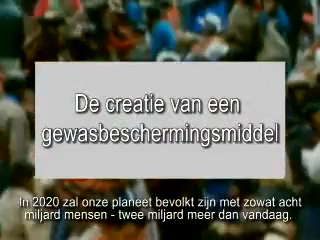 De creatie van een
gewasbeschermingsmiddel
In 2020 zal onze planeet bevolkt zijn met zowat acht
miljard mensen - twee miljard meer dan vandaag.